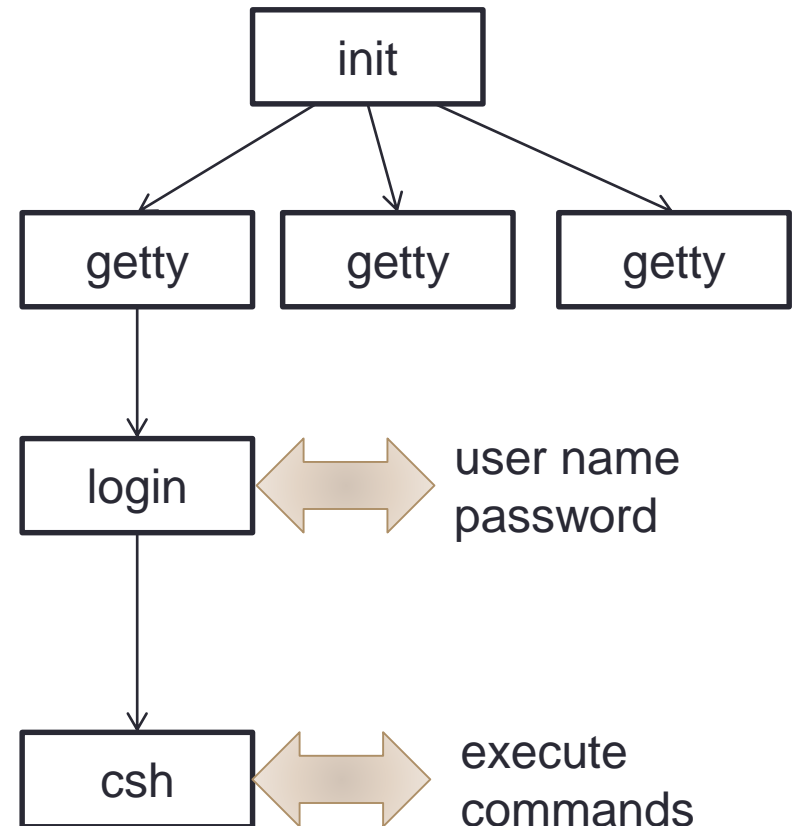 init
getty
getty
getty
login
user name
password
csh
execute
commands